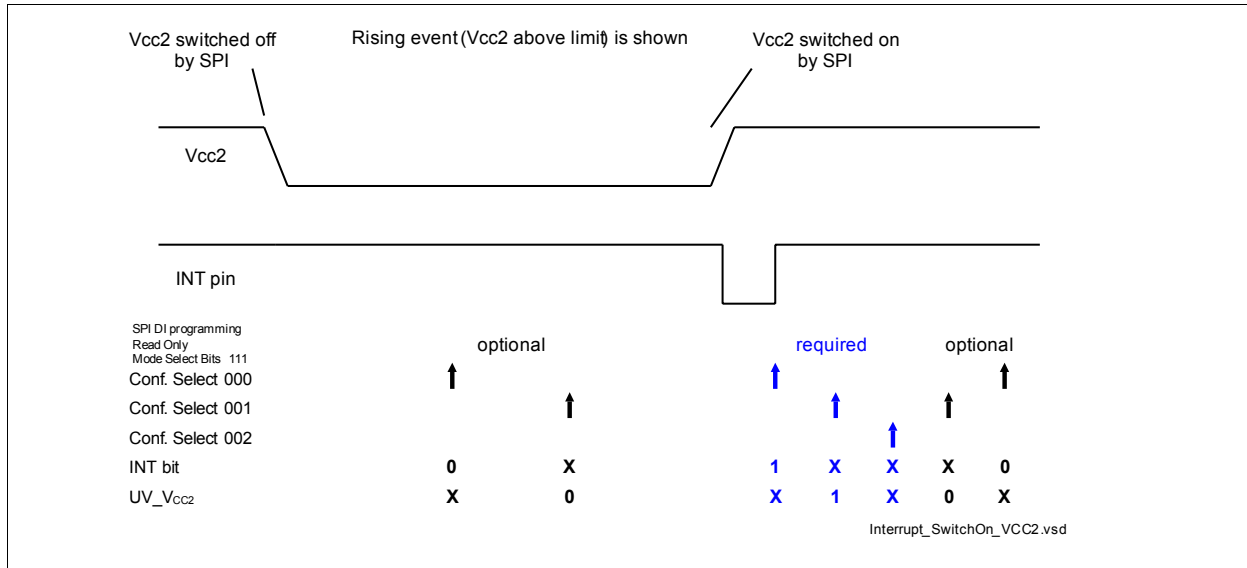 Vcc2 switched off
by SPI
Rising event (Vcc2 above limit) is shown
Vcc2 switched on
by SPI
Vcc2
INT pin
SPI DI programming
Read Only
Mode Select Bits 111
optional required optional
Conf. Select 000
Conf. Select 001
Conf. Select 002
INT bit 0 X 1 X X X 0
UV_VCC2 X 0 X 1 X 0 X
Interrupt_SwitchOn_VCC2.vsd